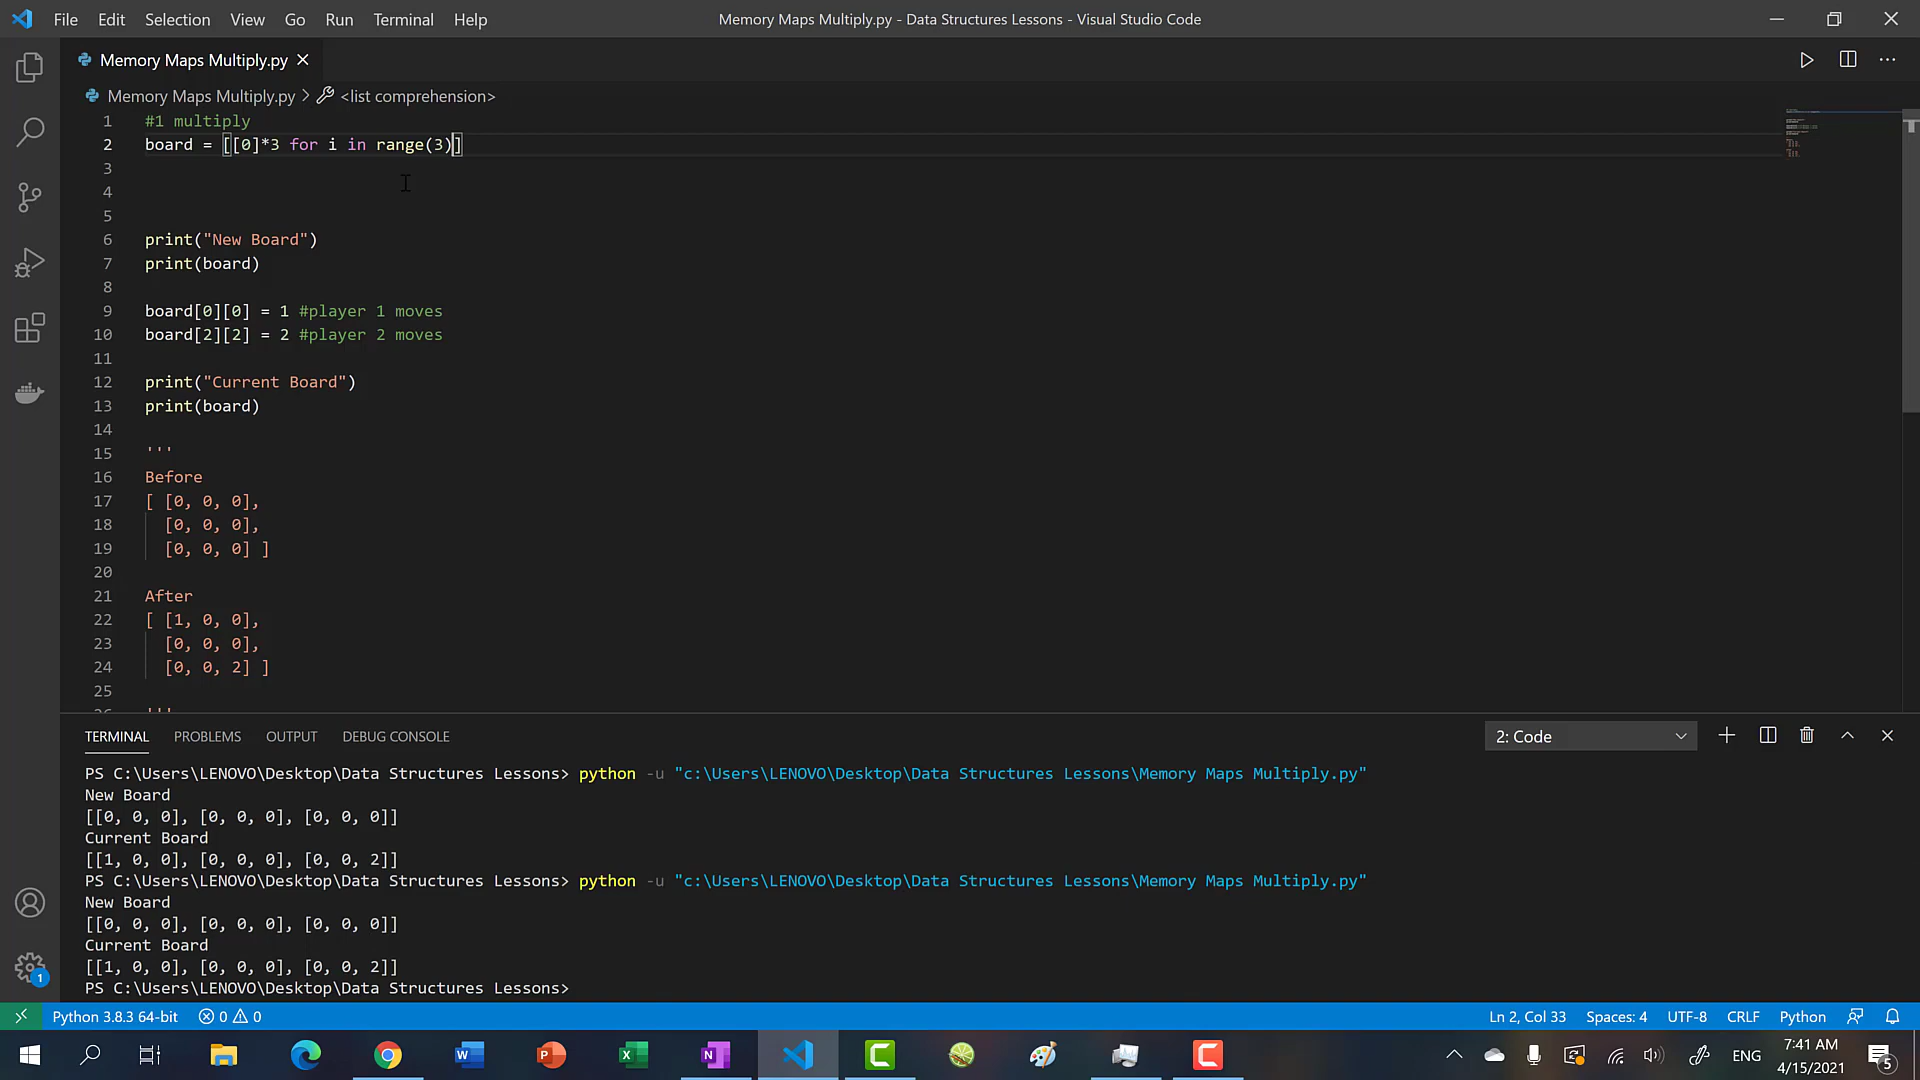 File Edit Selection View Go Run Terminal Help
Memory Maps Multiply.py - Data Structures Lessons - Visual Studio Code
Memory Maps Multiply.py
Memory Maps Multiply.py > <list comprehension>
1 #1 multiply
2 board = [[0]*3 for i in range(3)]
3
4
5
6 print("New Board")
7 print(board)
8
9 board[0][0] = 1 #player 1 moves
10 board[2][2] = 2 #player 2 moves
11
12 print("Current Board")
13 print(board)
14
15 '''
16 Before
17 [ [0, 0, 0],
18 [0, 0, 0],
19 [0, 0, 0] ]
20
21 After
22 [ [1, 0, 0],
23 [0, 0, 0],
24 [0, 0, 2] ]
25
26 '''
TERMINAL PROBLEMS OUTPUT DEBUG CONSOLE
2: Code
PS C:\Users\LENOVO\Desktop\Data Structures Lessons> python -u "c:\Users\LENOVO\Desktop\Data Structures Lessons\Memory Maps Multiply.py"
New Board
[[0, 0, 0], [0, 0, 0], [0, 0, 0]]
Current Board
[[1, 0, 0], [0, 0, 0], [0, 0, 2]]
PS C:\Users\LENOVO\Desktop\Data Structures Lessons> python -u "c:\Users\LENOVO\Desktop\Data Structures Lessons\Memory Maps Multiply.py"
New Board
[[0, 0, 0], [0, 0, 0], [0, 0, 0]]
Current Board
[[1, 0, 0], [0, 0, 0], [0, 0, 2]]
PS C:\Users\LENOVO\Desktop\Data Structures Lessons>
1
Python 3.8.3 64-bit 0 0
Ln 2, Col 33 Spaces: 4 UTF-8 CRLF Python
ENG
7:41 AM
4/15/2021
5